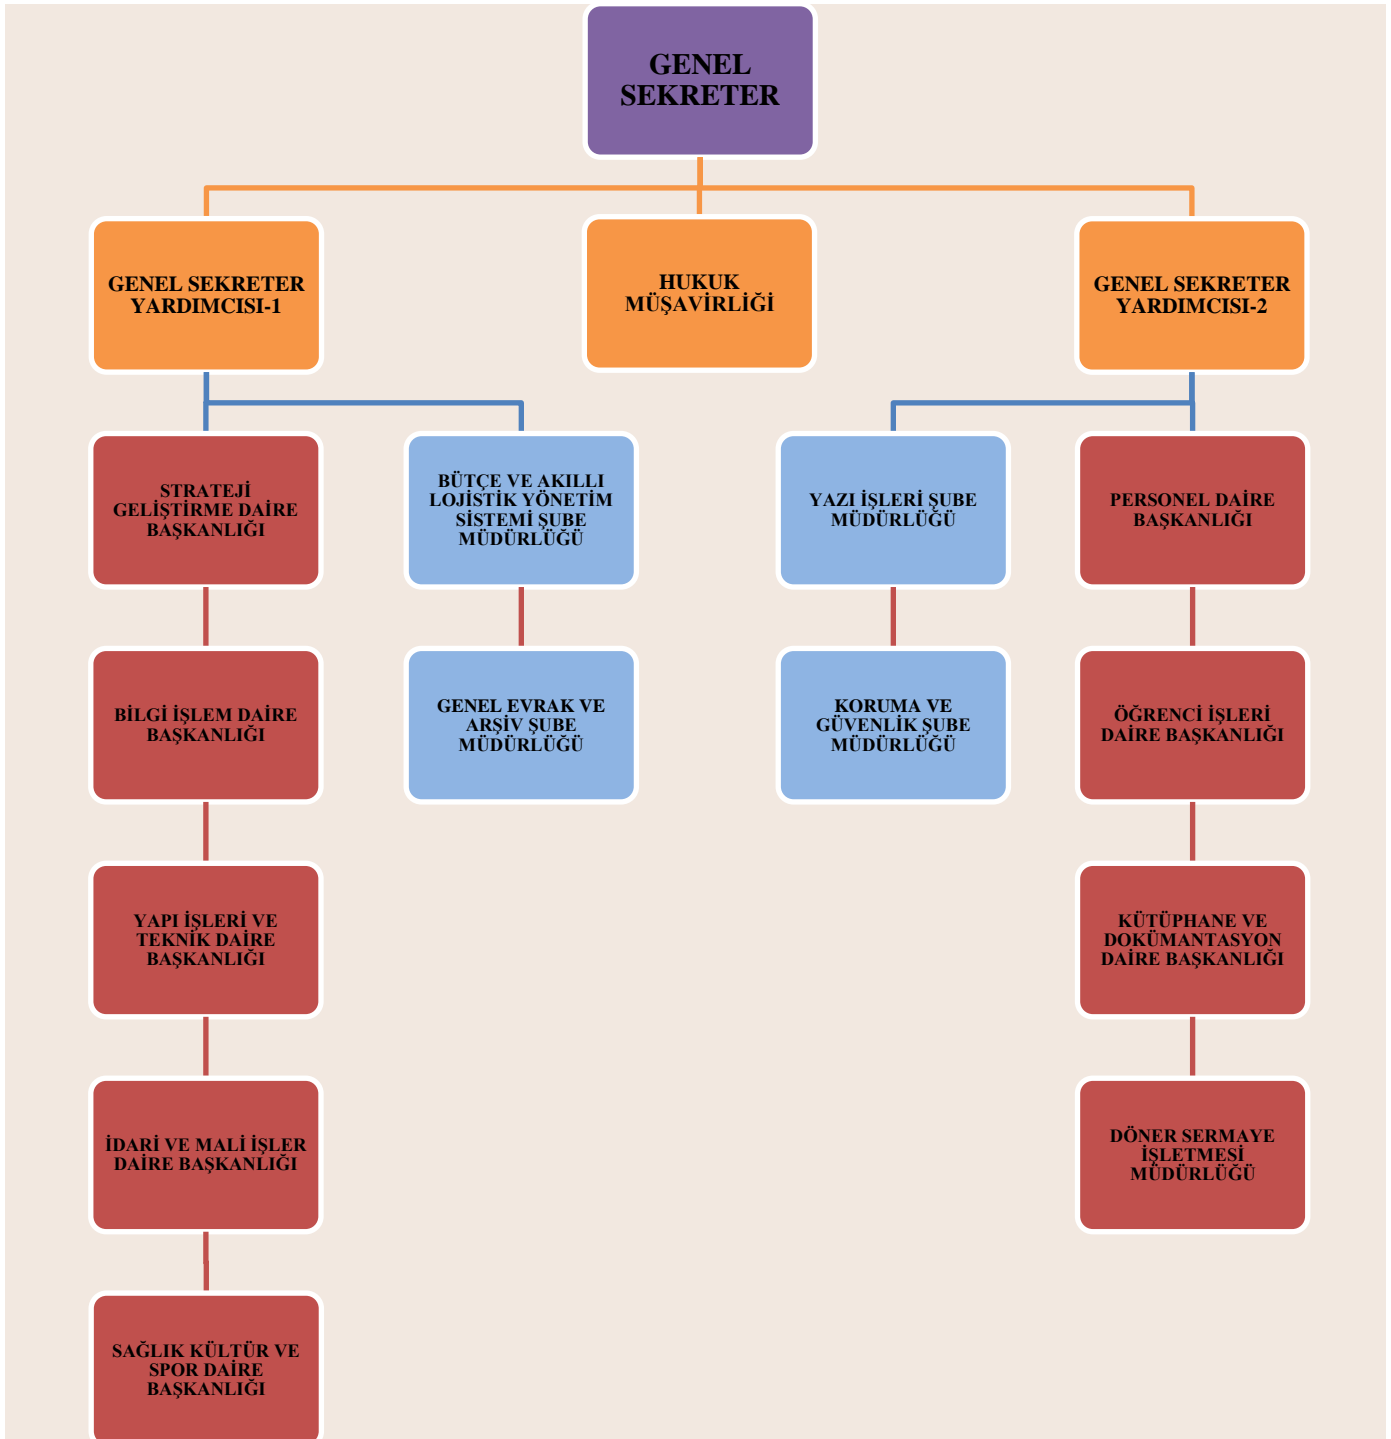 GENEL
SEKRETER
GENEL SEKRETER
YARDIMCISI-1
HUKUK
MÜŞAVİRLİĞİ
GENEL SEKRETER
YARDIMCISI-2
STRATEJİ
GELİŞTİRME DAİRE
BAŞKANLIĞI
BÜTÇE VE AKILLI
LOJİSTİK YÖNETİM
SİSTEMİ ŞUBE
MÜDÜRLÜĞÜ
YAZI İŞLERİ ŞUBE
MÜDÜRLÜĞÜ
PERSONEL DAİRE
BAŞKANLIĞI
BİLGİ İŞLEM DAİRE
BAŞKANLIĞI
GENEL EVRAK VE
ARŞİV ŞUBE
MÜDÜRLÜĞÜ
KORUMA VE
GÜVENLİK ŞUBE
MÜDÜRLÜĞÜ
ÖĞRENCİ İŞLERİ
DAİRE BAŞKANLIĞI
YAPI İŞLERİ VE
TEKNİK DAİRE
BAŞKANLIĞI
KÜTÜPHANE VE
DOKÜMANTASYON
DAİRE BAŞKANLIĞI
İDARİ VE MALİ İŞLER
DAİRE BAŞKANLIĞI
DÖNER SERMAYE
İŞLETMESİ
MÜDÜRLÜĞÜ
SAĞLIK KÜLTÜR VE
SPOR DAİRE
BAŞKANLIĞI